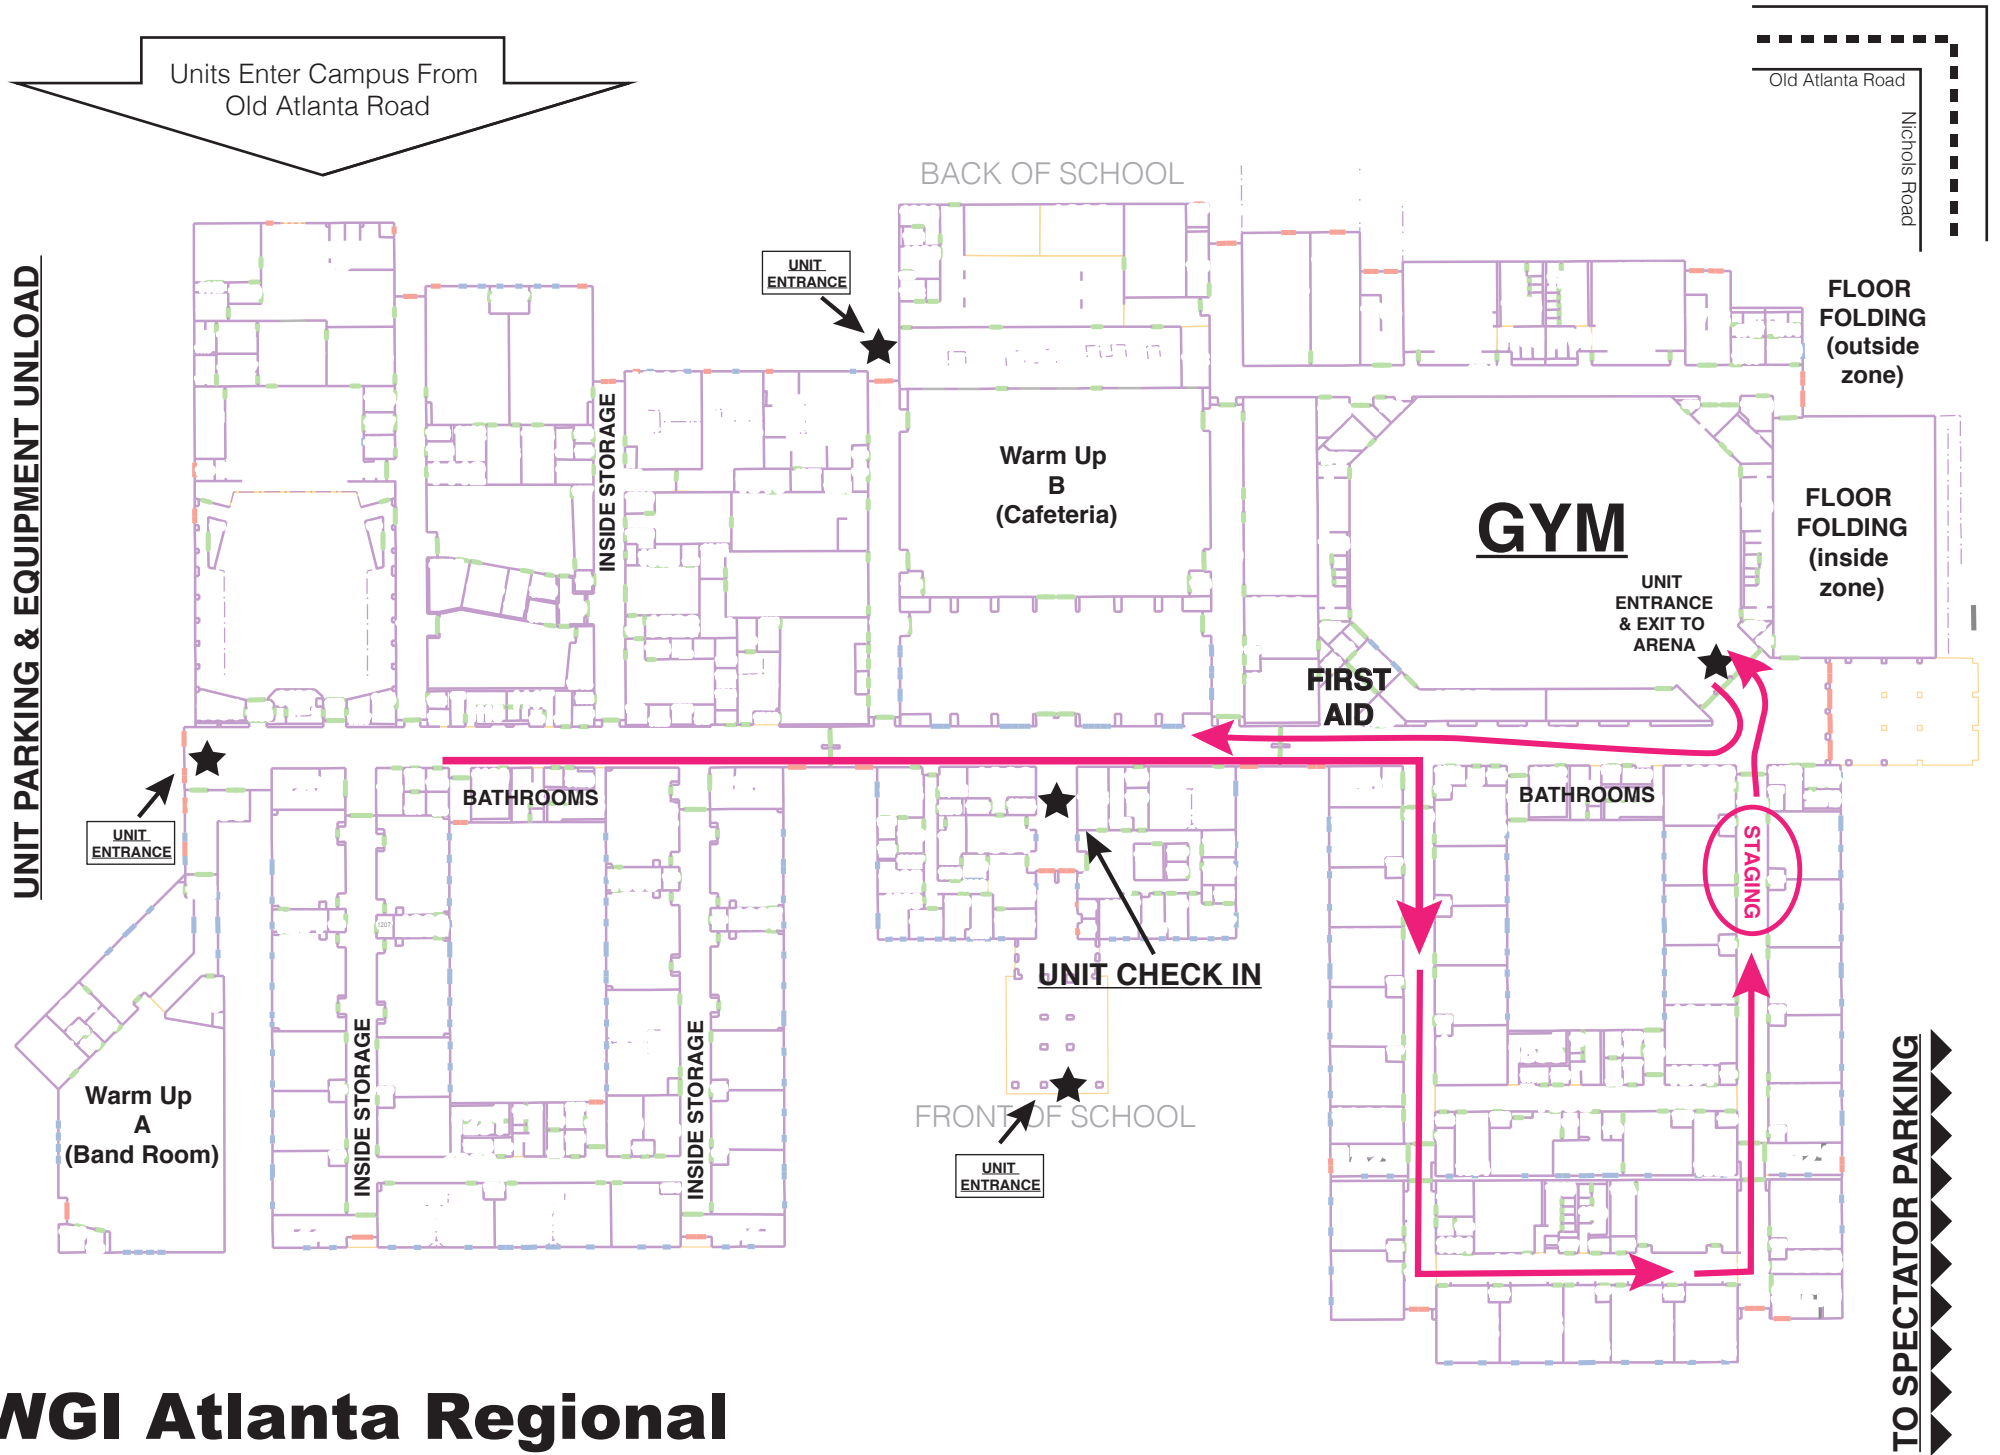 Units Enter Campus From
Old Atlanta Road
Old Atlanta Road
Nichols Road
BACK OF SCHOOL
UNIT
ENTRANCE
FLOOR
FOLDING
(outside
zone)
UNIT PARKING & EQUIPMENT UNLOAD
INSIDE STORAGE
Warm Up
B
(Cafeteria)
GYM
FLOOR
FOLDING
(inside
zone)
UNIT
ENTRANCE
& EXIT TO
ARENA
FIRST
AID
BATHROOMS
BATHROOMS
UNIT
ENTRANCE
STAGING
1207
UNIT CHECK IN
INSIDE STORAGE
INSIDE STORAGE
Warm Up
A
(Band Room)
FRONT OF SCHOOL
UNIT
ENTRANCE
TO SPECTATOR PARKING
WGI Atlanta Regional